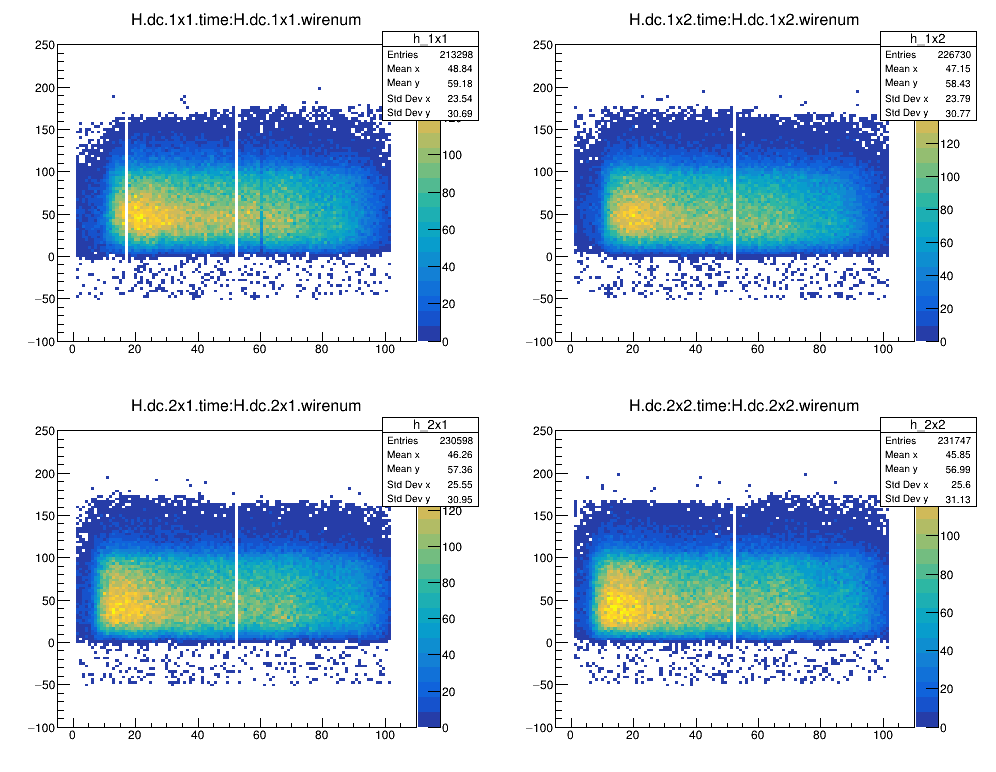 H.dc.1x1.time:H.dc.1x1.wirenum
h_1x1
Entries 213298
Mean x 48.84
Mean y 59.18
Std Dev x 23.54
Std Dev y 30.69
250
200
150
100
50
0
−50
−100
0 20 40 60 80 100
100
80
60
40
20
0
H.dc.1x2.time:H.dc.1x2.wirenum
h_1x2
Entries 226730
Mean x 47.15
Mean y 58.43
Std Dev x 23.79
Std Dev y 30.77
250
200
150
100
50
0
−50
−100
0 20 40 60 80 100
120
100
80
60
40
20
0
H.dc.2x1.time:H.dc.2x1.wirenum
h_2x1
Entries 230598
Mean x 46.26
Mean y 57.36
Std Dev x 25.55
Std Dev y 30.95
250
200
150
100
50
0
−50
−100
0 20 40 60 80 100
120
100
80
60
40
20
0
H.dc.2x2.time:H.dc.2x2.wirenum
h_2x2
Entries 231747
Mean x 45.85
Mean y 56.99
Std Dev x 25.6
Std Dev y 31.13
250
200
150
100
50
0
−50
−100
0 20 40 60 80 100
100
80
60
40
20
0